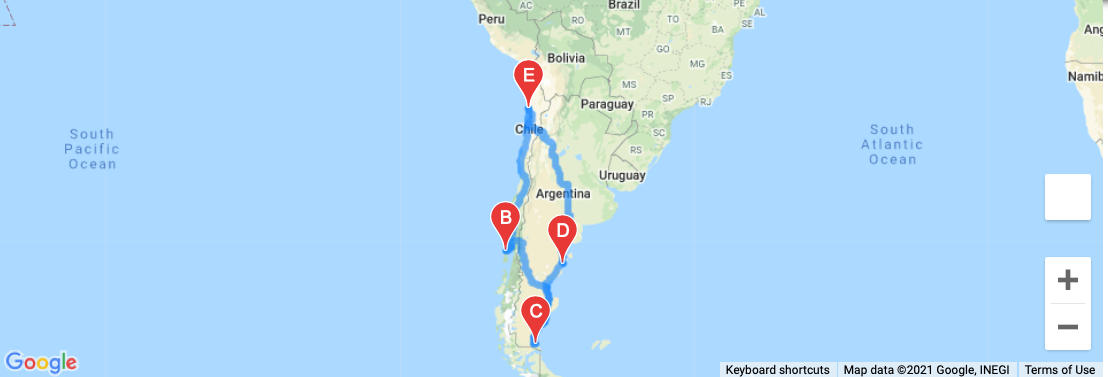 AC
TO
AL
Peru
Brazil
SE
RO
BA
Ang
MT
GO
Bolivia
MG
E
MS
ES
Namib
SP
Paraguay
RJ
PR
Chile
SC
South
Pacific
Ocean
South
Atlantic
Ocean
RS
Uruguay
Argentina
B
D
C
Google
Keyboard shortcuts
Map data ©2021 Google, INEGI
Terms of Use